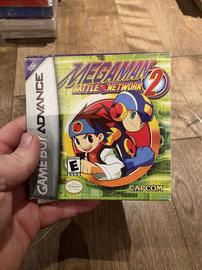 GAME BOY ADVANCE
MEGAMAN
BATTLE NETWORK 2
E
CAPCOM